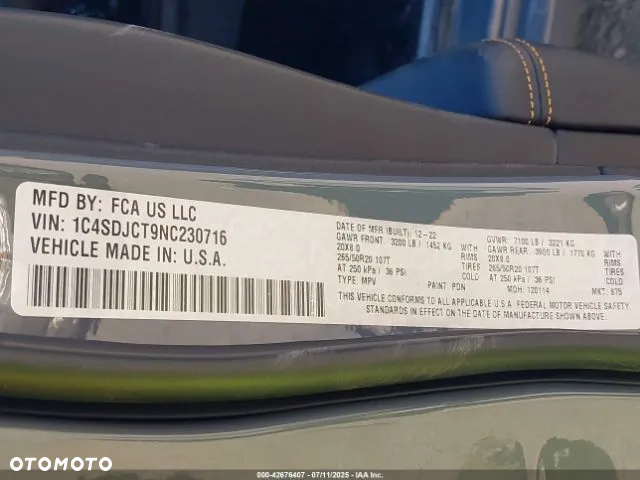 MFD BY: FCA US LLC
VIN: 1C4SDJCT9NC230716
VEHICLE MADE IN: U.S.A.
DATE OF MFR (BUILT): 12-22
GVWR: 7100 LB / 3221 KG
GAWR FRONT: 3200 LB / 1452 KG WITH
GAWR REAR: 3900 LB / 1770 KG WITH
20X8.0 RIMS
20X8.0 RIMS
265/50R20 107T TIRES
265/50R20 107T TIRES
AT 250 kPa / 36 PSI COLD
AT 250 kPa / 36 PSI COLD
TYPE: MPV PAINT PDN MDH: 120114 MKT: 875
THIS VEHICLE CONFORMS TO ALL APPLICABLE U.S.A. FEDERAL MOTOR VEHICLE SAFETY
STANDARDS IN EFFECT ON THE DATE OF MANUFACTURE SHOWN ABOVE.
OTOMOTO
000-42676407 - 07/11/2025 - IAA Inc.